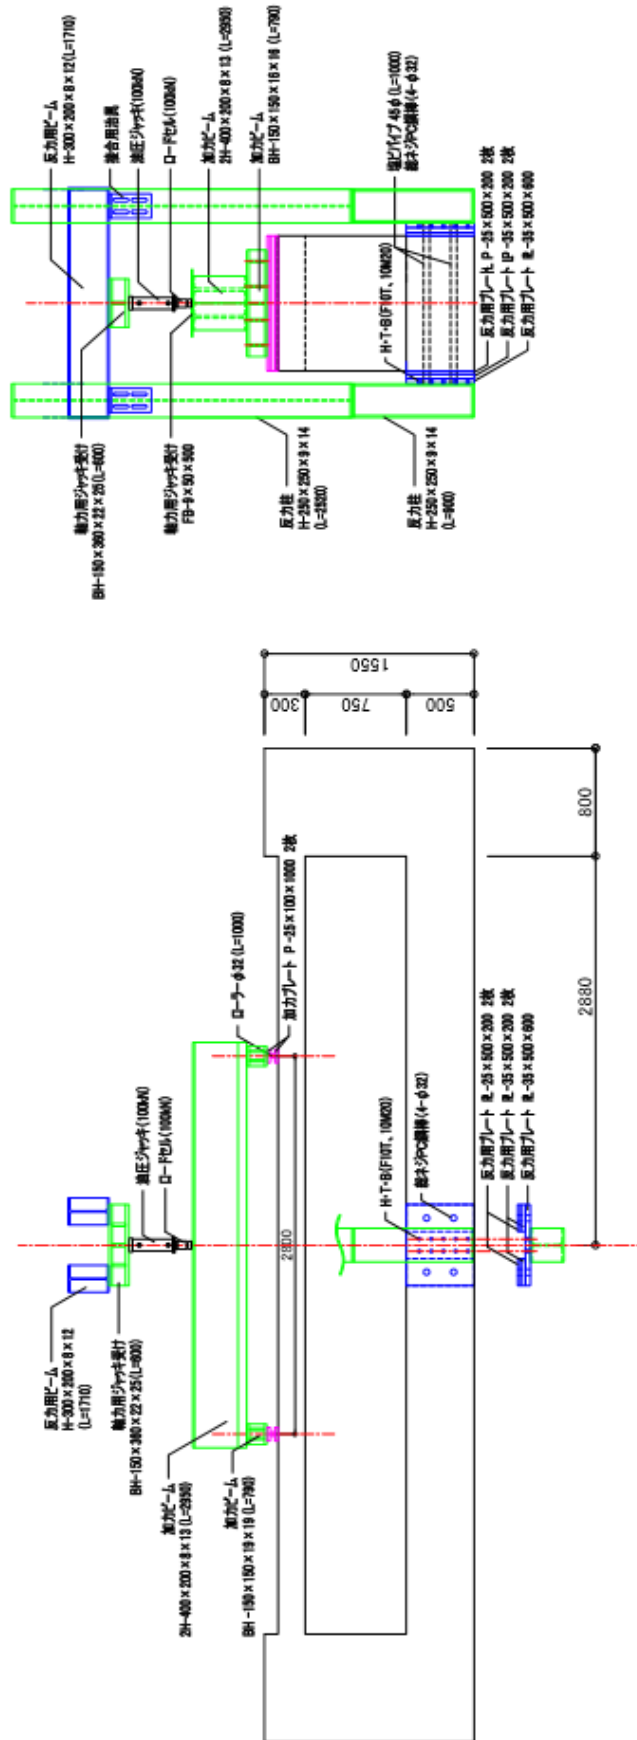 反力用ビーム
H-300×200×8×12(L=1710)
接合用治具
油圧ジャッキ(100kN)
ロードセル(100kN)
加力ビーム
2H-400×200×8×13 (L=2950)
加力ビーム
BH-150×150×16×16 (L=790)
塩ビパイプ 45φ(L=1000)
総ネジPC鋼棒(4-φ32)
H・T・B(F10T、10M20)
反力用プレート P-25×500×200 2枚
反力用プレート P-35×500×200 2枚
反力用プレート PL-35×500×600
軸力用ジャッキ受け
BH-150×360×22×25(L=600)
軸力用ジャッキ受け
FB-9×50×500
反力柱
H-250×250×9×14
(L=2520)
反力柱
H-250×250×9×14
(L=900)
反力用ビーム
H-300×200×8×12
(L=1710)
軸力用ジャッキ受け
BH-150×360×22×25(L=600)
油圧ジャッキ(100kN)
ロードセル(100kN)
加力ビーム
2H-400×200×8×13 (L=2950)
加力ビーム
BH-150×150×19×19 (L=790)
ローラー φ32 (L=1000)
加力プレート P-25×100×1000 2枚
2800
H・T・B(F10T、10M20)
総ネジPC鋼棒(4-φ32)
反力用プレート PL-25×500×200 2枚
反力用プレート PL-35×500×200 2枚
反力用プレート PL-35×500×600
300
750
500
1550
2880
800